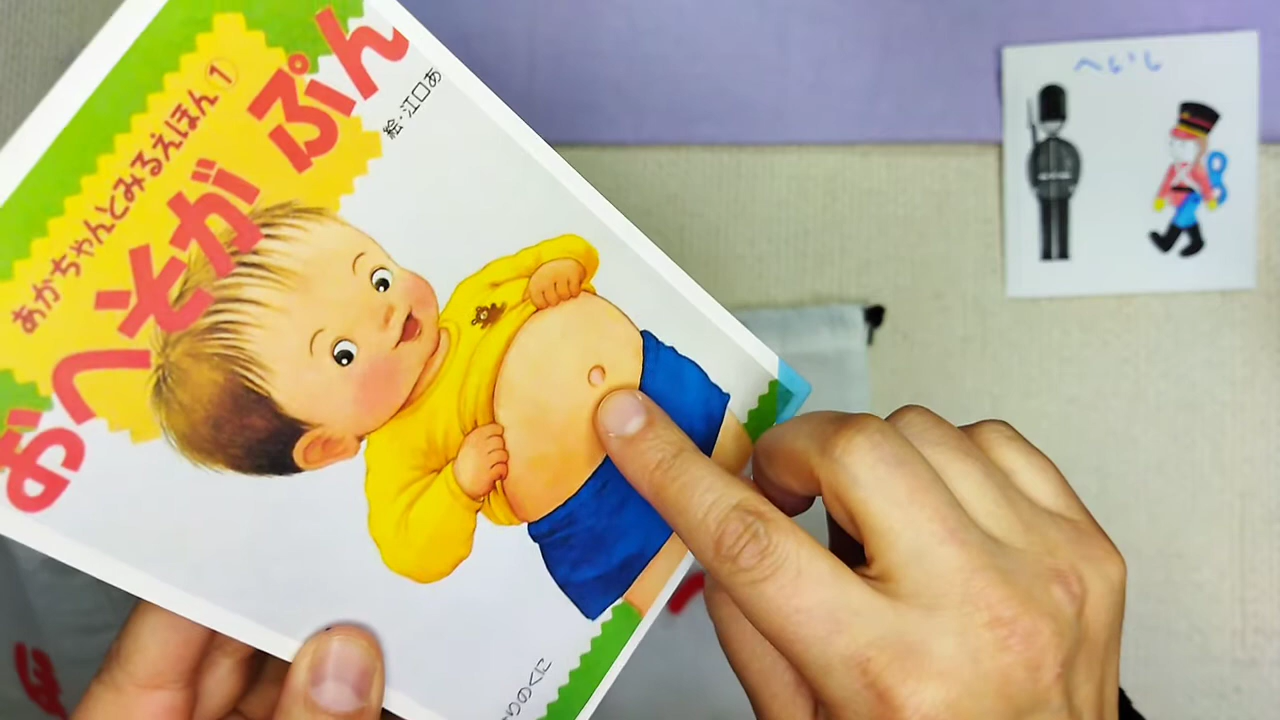 あかちゃんとみるえほん①
おへそが ぷん
絵・江口あ
へいし